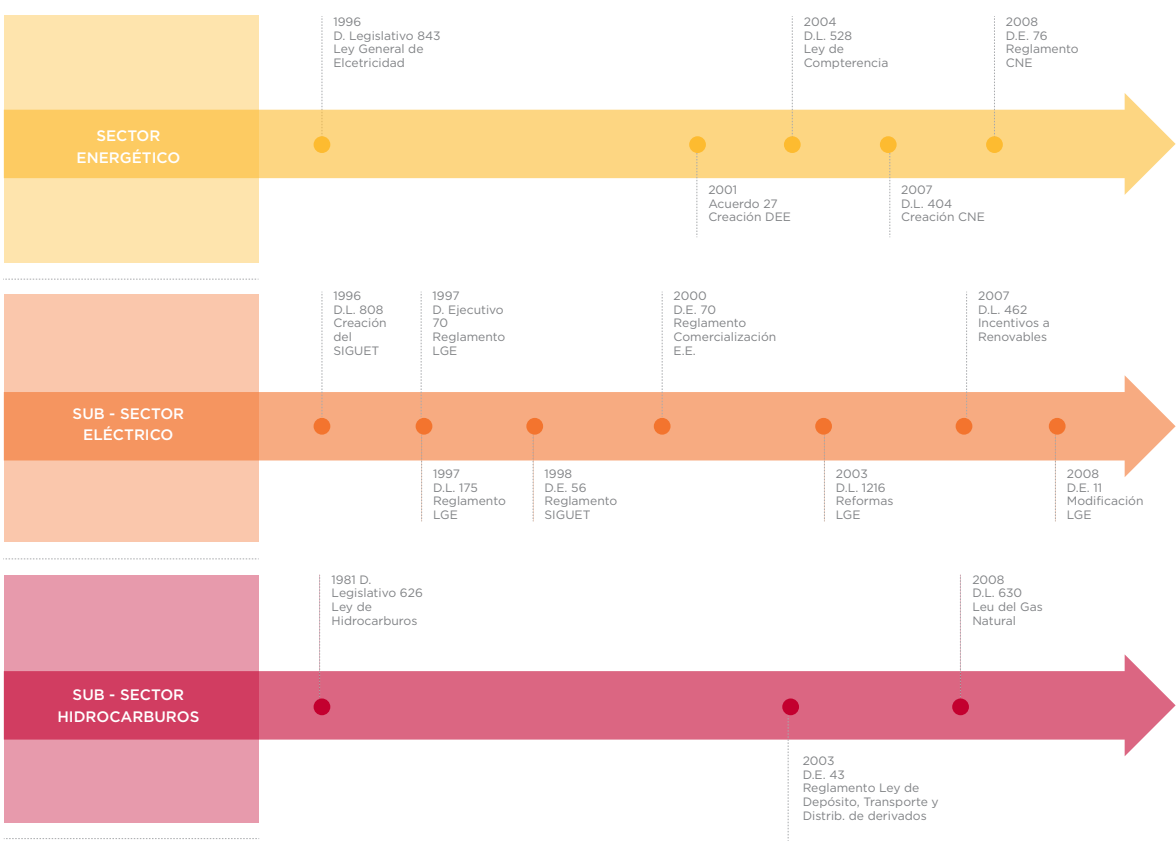 1996
D. Legislativo 843
Ley General de
Elcetricidad
2004
D.L. 528
Ley de
Compterencia
2008
D.E. 76
Reglamento
CNE
SECTOR
ENERGÉTICO
2001
Acuerdo 27
Creación DEE
2007
D.L. 404
Creación CNE
1996
D.L. 808
Creación
del
SIGUET
1997
D. Ejecutivo
70
Reglamento
LGE
2000
D.E. 70
Reglamento
Comercialización
E.E.
2007
D.L. 462
Incentivos a
Renovables
SUB - SECTOR
ELÉCTRICO
1997
D.L. 175
Reglamento
LGE
1998
D.E. 56
Reglamento
SIGUET
2003
D.L. 1216
Reformas
LGE
2008
D.E. 11
Modificación
LGE
1981 D.
Legislativo 626
Ley de
Hidrocarburos
2008
D.L. 630
Leu del Gas
Natural
SUB - SECTOR
HIDROCARBUROS
2003
D.E. 43
Reglamento Ley de
Depósito, Transporte y
Distrib. de derivados